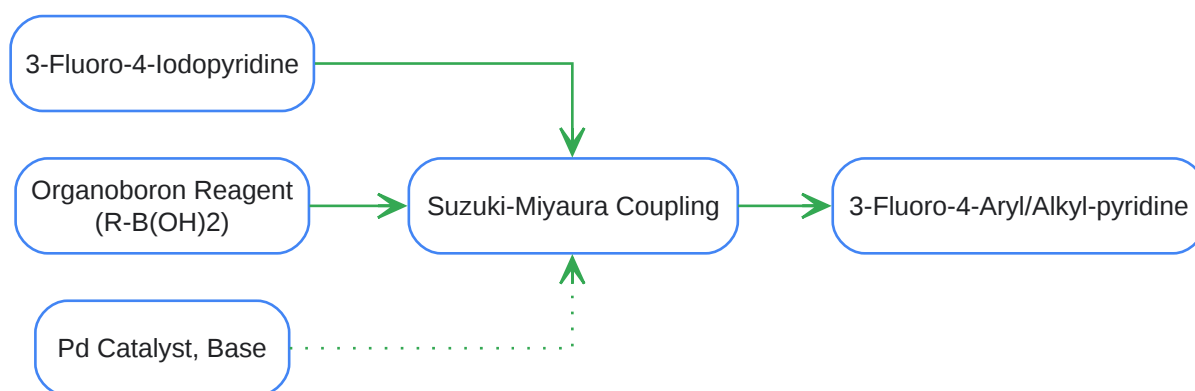 3-Fluoro-4-Iodopyridine
Organoboron Reagent
(R-B(OH)2)
Suzuki-Miyaura Coupling
3-Fluoro-4-Aryl/Alkyl-pyridine
Pd Catalyst, Base